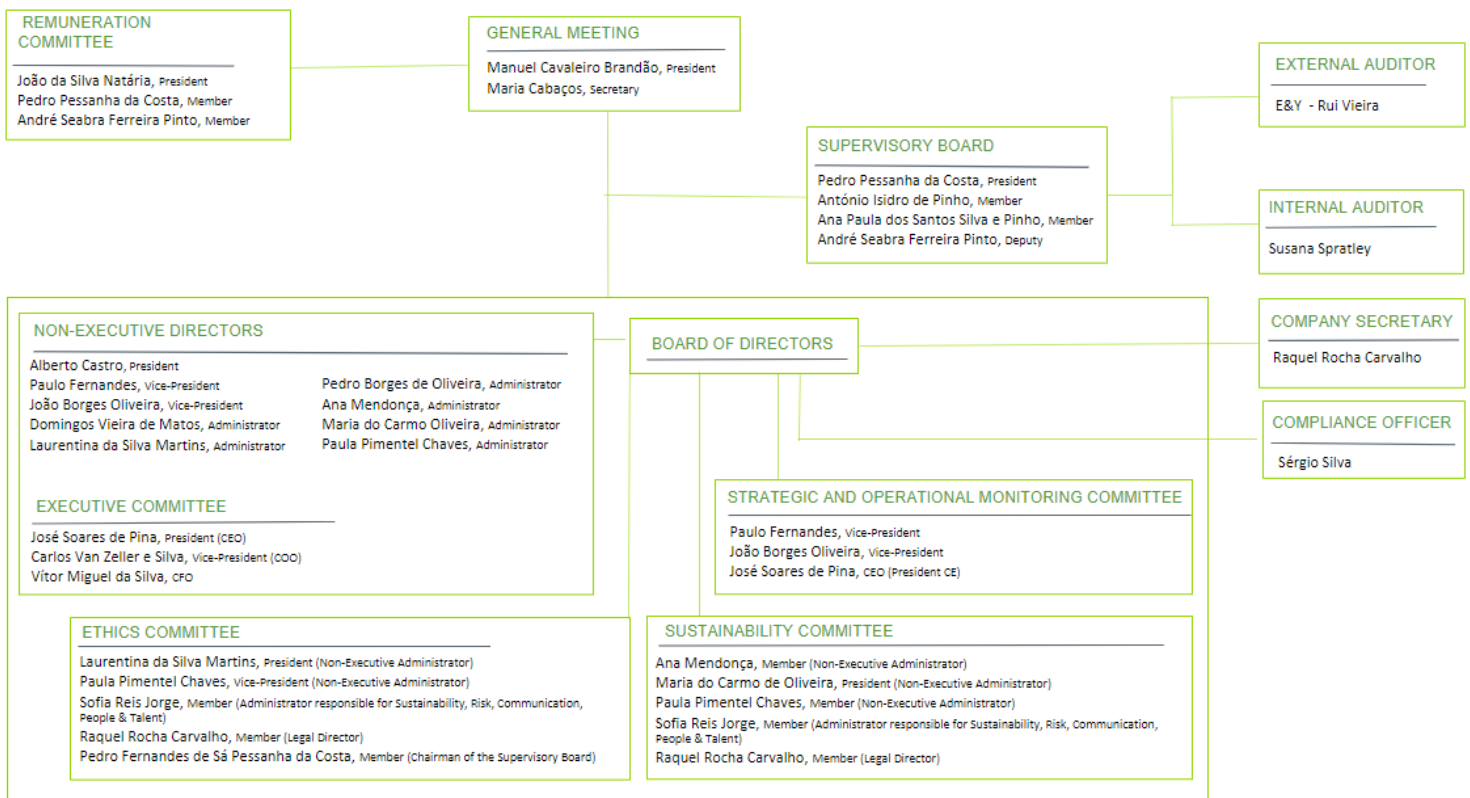 REMUNERATION
COMMITTEE
João da Silva Natária, President
Pedro Pessanha da Costa, Member
André Seabra Ferreira Pinto, Member
GENERAL MEETING
Manuel Cavaleiro Brandão, President
Maria Cabaços, Secretary
EXTERNAL AUDITOR
E&Y - Rui Vieira
SUPERVISORY BOARD
Pedro Pessanha da Costa, President
António Isidro de Pinho, Member
Ana Paula dos Santos Silva e Pinho, Member
André Seabra Ferreira Pinto, Deputy
INTERNAL AUDITOR
Susana Spratley
NON-EXECUTIVE DIRECTORS
Alberto Castro, President
Paulo Fernandes, Vice-President
João Borges Oliveira, Vice-President
Domingos Vieira de Matos, Administrator
Laurentina da Silva Martins, Administrator
Pedro Borges de Oliveira, Administrator
Ana Mendonça, Administrator
Maria do Carmo Oliveira, Administrator
Paula Pimentel Chaves, Administrator
BOARD OF DIRECTORS
COMPANY SECRETARY
Raquel Rocha Carvalho
COMPLIANCE OFFICER
Sérgio Silva
EXECUTIVE COMMITTEE
José Soares de Pina, President (CEO)
Carlos Van Zeller e Silva, Vice-President (COO)
Vítor Miguel da Silva, CFO
STRATEGIC AND OPERATIONAL MONITORING COMMITTEE
Paulo Fernandes, Vice-President
João Borges Oliveira, Vice-President
José Soares de Pina, CEO (President CE)
ETHICS COMMITTEE
Laurentina da Silva Martins, President (Non-Executive Administrator)
Paula Pimentel Chaves, Vice-President (Non-Executive Administrator)
Sofia Reis Jorge, Member (Administrator responsible for Sustainability, Risk, Communication,
People & Talent)
Raquel Rocha Carvalho, Member (Legal Director)
Pedro Fernandes de Sá Pessanha da Costa, Member (Chairman of the Supervisory Board)
SUSTAINABILITY COMMITTEE
Ana Mendonça, Member (Non-Executive Administrator)
Maria do Carmo de Oliveira, President (Non-Executive Administrator)
Paula Pimentel Chaves, Member (Non-Executive Administrator)
Sofia Reis Jorge, Member (Administrator responsible for Sustainability, Risk, Communication,
People & Talent)
Raquel Rocha Carvalho, Member (Legal Director)